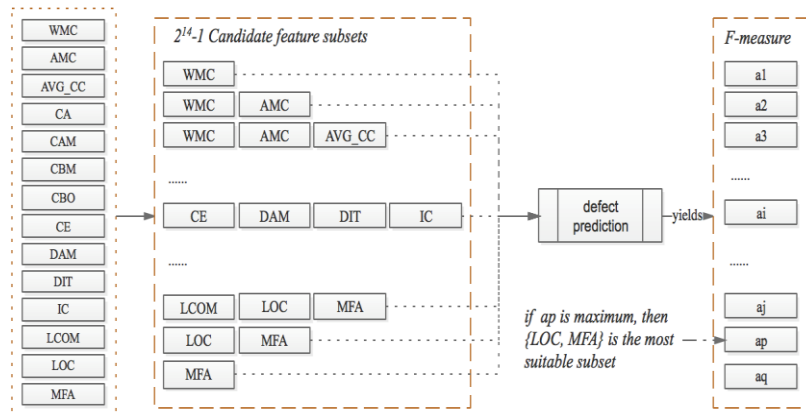 WMC
AMC
AVG_CC
CA
CAM
CBM
CBO
CE
DAM
DIT
IC
LCOM
LOC
MFA
2^14-1 Candidate feature subsets
WMC
WMC AMC
WMC AMC AVG_CC
......
CE DAM DIT IC
......
LCOM LOC MFA
LOC MFA
MFA
defect
prediction
yields
if ap is maximum, then
{LOC, MFA} is the most
suitable subset
F-measure
a1
a2
a3
......
ai
......
aj
ap
aq